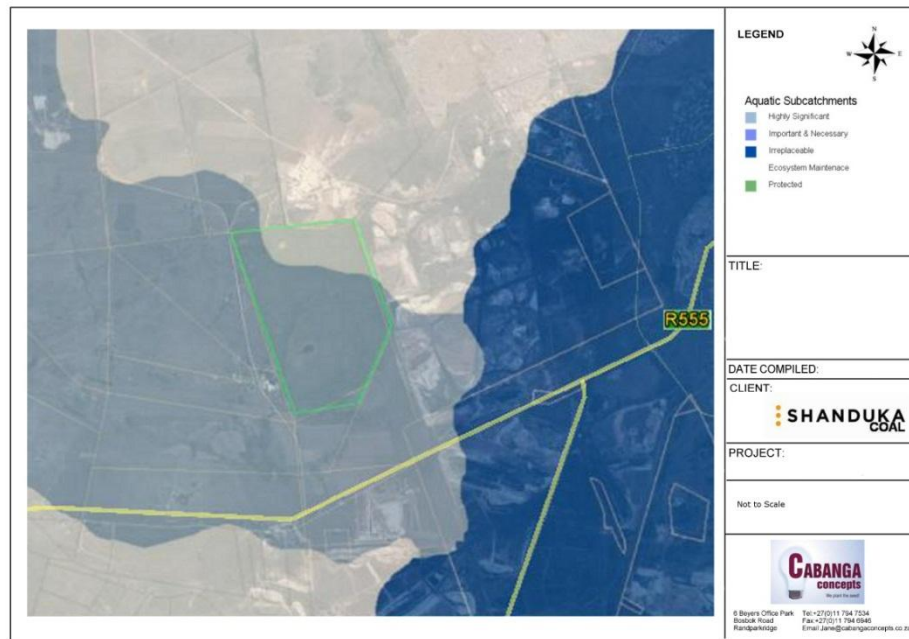 R555
LEGEND
N
W
E
S
Aquatic Subcatchments
Highly Significant
Important & Necessary
Irreplaceable
Ecosystem Maintenace
Protected
TITLE:
DATE COMPILED:
CLIENT:
SHANDUKA
COAL
PROJECT:
Not to Scale
CABANGA
concepts
6 Beyers Office Park Tel:+27(0)11 794 7534
Bosbok Road Fax:+27(0)11 794 6946
Randparkridge Email:Jane@cabangaconcepts.co.za